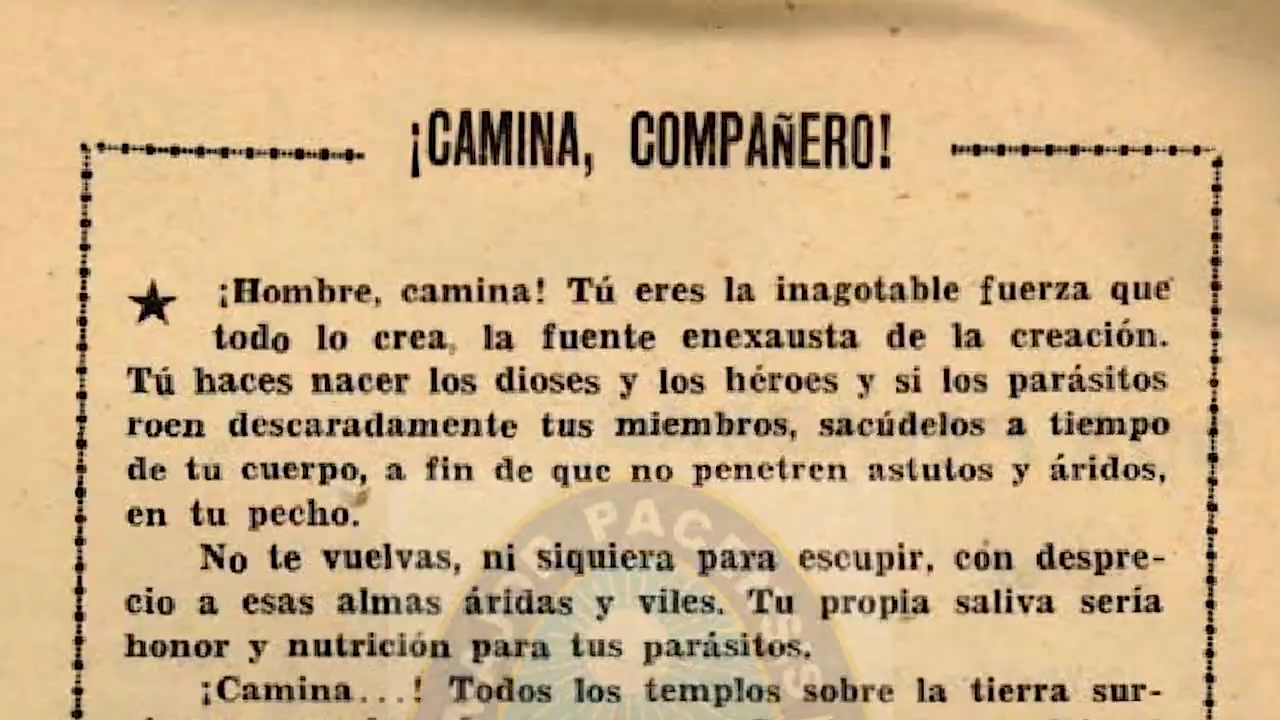 ¡CAMINA, COMPAÑERO!
¡Hombre, camina! Tú eres la inagotable fuerza que
todo lo crea, la fuente enexausta de la creación.
Tú haces nacer los dioses y los héroes y si los parásitos
roen descaradamente tus miembros, sacúdelos a tiempo
de tu cuerpo, a fin de que no penetren astutos y áridos,
en tu pecho.
No te vuelvas, ni siquiera para escupir, con despre-
cio a esas almas áridas y viles. Tu propia saliva sería
honor y nutrición para tus parásitos.
¡Camina...! Todos los templos sobre la tierra sur-